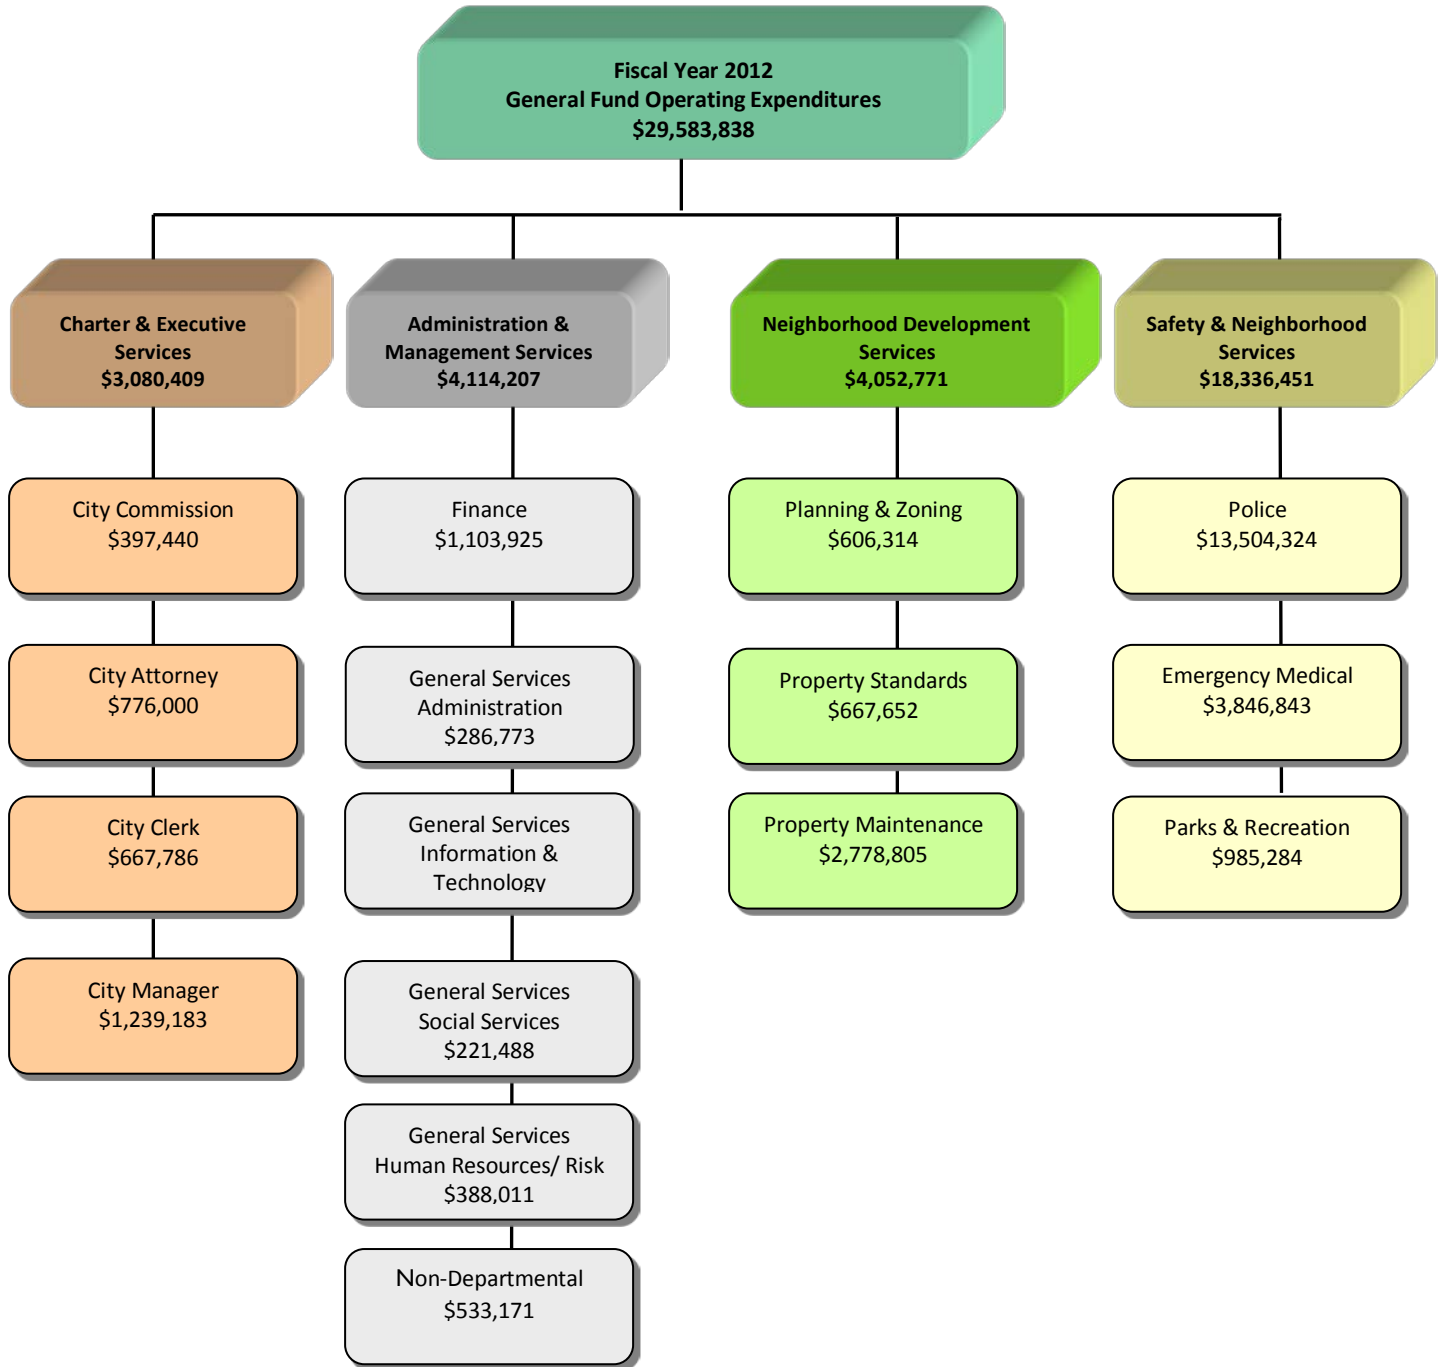 Fiscal Year 2012
General Fund Operating Expenditures
$29,583,838
Charter & Executive
Services
$3,080,409
Administration &
Management Services
$4,114,207
Neighborhood Development
Services
$4,052,771
Safety & Neighborhood
Services
$18,336,451
City Commission
$397,440
City Attorney
$776,000
City Clerk
$667,786
City Manager
$1,239,183
Finance
$1,103,925
General Services
Administration
$286,773
General Services
Information &
Technology
General Services
Social Services
$221,488
General Services
Human Resources/ Risk
$388,011
Non-Departmental
$533,171
Planning & Zoning
$606,314
Property Standards
$667,652
Property Maintenance
$2,778,805
Police
$13,504,324
Emergency Medical
$3,846,843
Parks & Recreation
$985,284